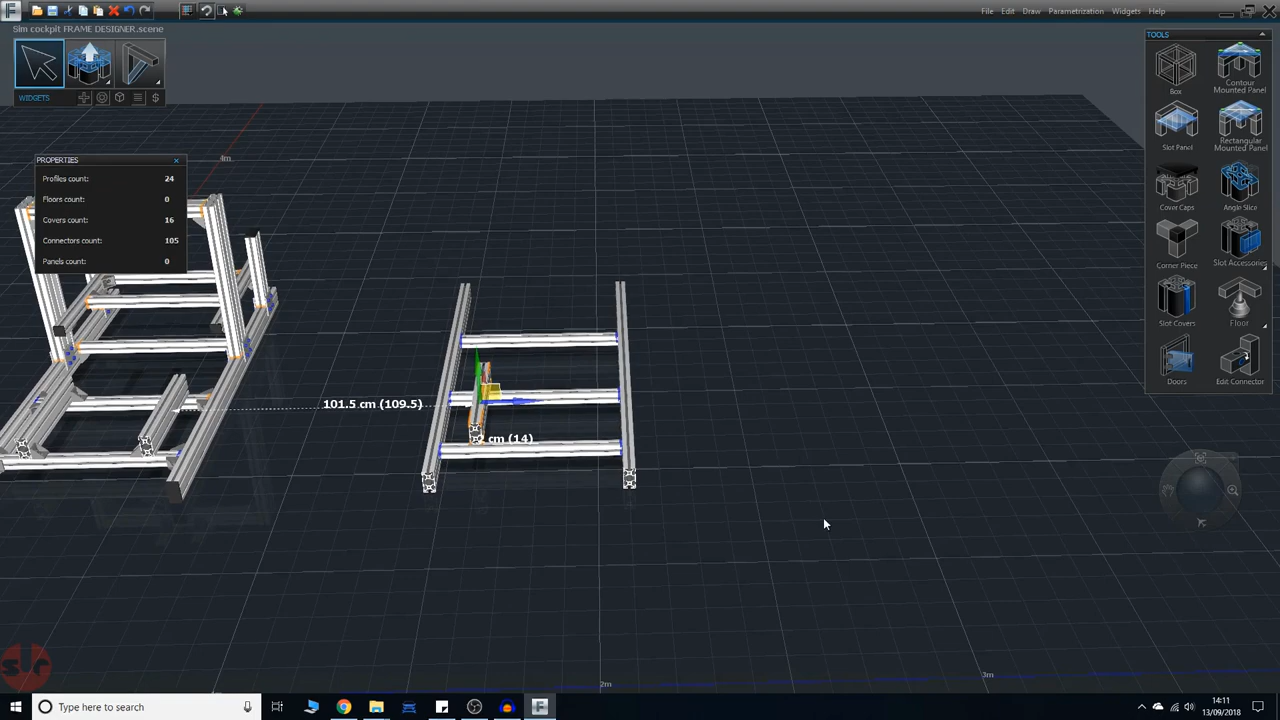 File Edit Draw Parametrization Widgets Help
Sim cockpit FRAME DESIGNER.scene
WIDGETS
PROPERTIES
Profiles count: 24
Floors count: 0
Covers count: 16
Connectors count: 105
Panels count: 0
4m
101.5 cm (109.5)
cm (14)
2m
3m
TOOLS
Box
Contour Mounted Panel
Slot Panel
Rectangular Mounted Panel
Cover Caps
Angle Slice
Corner Piece
Slot Accessories
Slot Covers
Floor
Doors
Edit Connector
Type here to search
14:11
13/09/2018